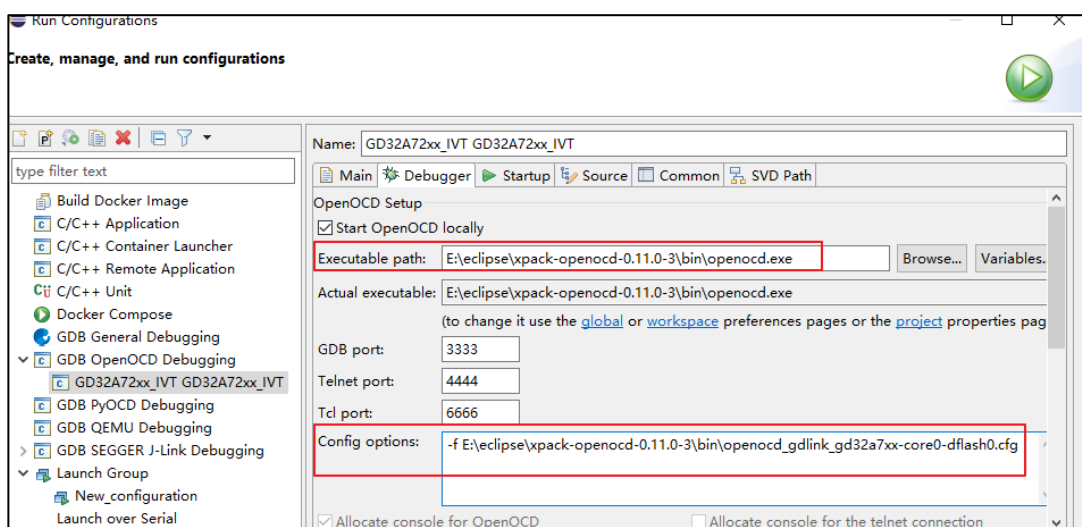 Run Configurations
Create, manage, and run configurations
type filter text
Build Docker Image
C/C++ Application
C/C++ Container Launcher
C/C++ Remote Application
C/C++ Unit
Docker Compose
GDB General Debugging
GDB OpenOCD Debugging
GD32A72xx_IVT GD32A72xx_IVT
GDB PyOCD Debugging
GDB QEMU Debugging
GDB SEGGER J-Link Debugging
Launch Group
New_configuration
Launch over Serial
Name: GD32A72xx_IVT GD32A72xx_IVT
Main Debugger Startup Source Common SVD Path
OpenOCD Setup
Start OpenOCD locally
Executable path: E:\eclipse\xpack-openocd-0.11.0-3\bin\openocd.exe Browse... Variables.
Actual executable: E:\eclipse\xpack-openocd-0.11.0-3\bin\openocd.exe
(to change it use the global or workspace preferences pages or the project properties pag
GDB port: 3333
Telnet port: 4444
Tcl port: 6666
Config options: -f E:\eclipse\xpack-openocd-0.11.0-3\bin\openocd_gdlink_gd32a7xx-core0-dflash0.cfg
Allocate console for OpenOCD Allocate console for the telnet connection